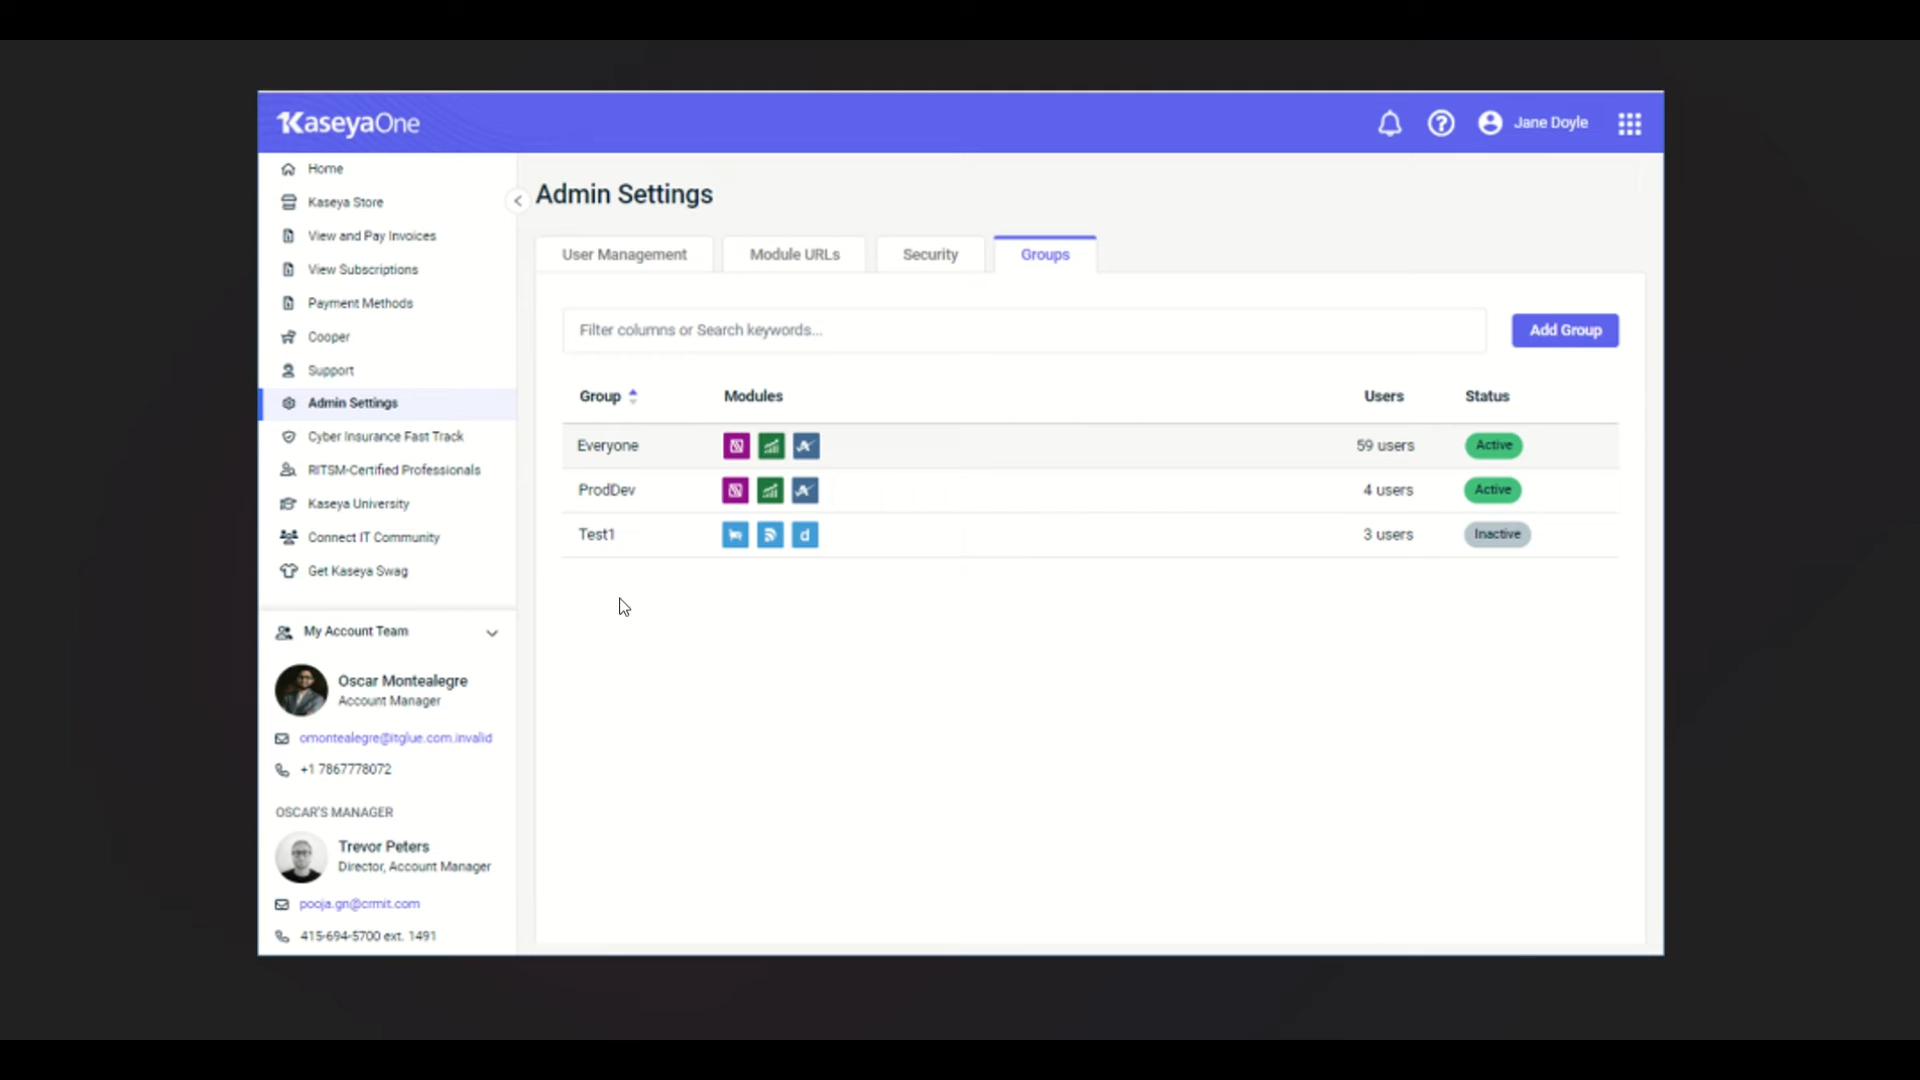 KaseyaOne
Jane Doyle
Home
Kaseya Store
View and Pay Invoices
View Subscriptions
Payment Methods
Cooper
Support
Admin Settings
Cyber Insurance Fast Track
RITSM-Certified Professionals
Kaseya University
Connect IT Community
Get Kaseya Swag
My Account Team
Oscar Montealegre
Account Manager
omontealegre@itglue.com.invalid
+1 7867778072
OSCAR'S MANAGER
Trevor Peters
Director, Account Manager
pooja.gn@crmit.com
415-694-5700 ext. 1491
Admin Settings
User Management Module URLs Security Groups
Filter columns or Search keywords... Add Group
Group Modules Users Status
Everyone 59 users Active
ProdDev 4 users Active
Test1 d 3 users Inactive